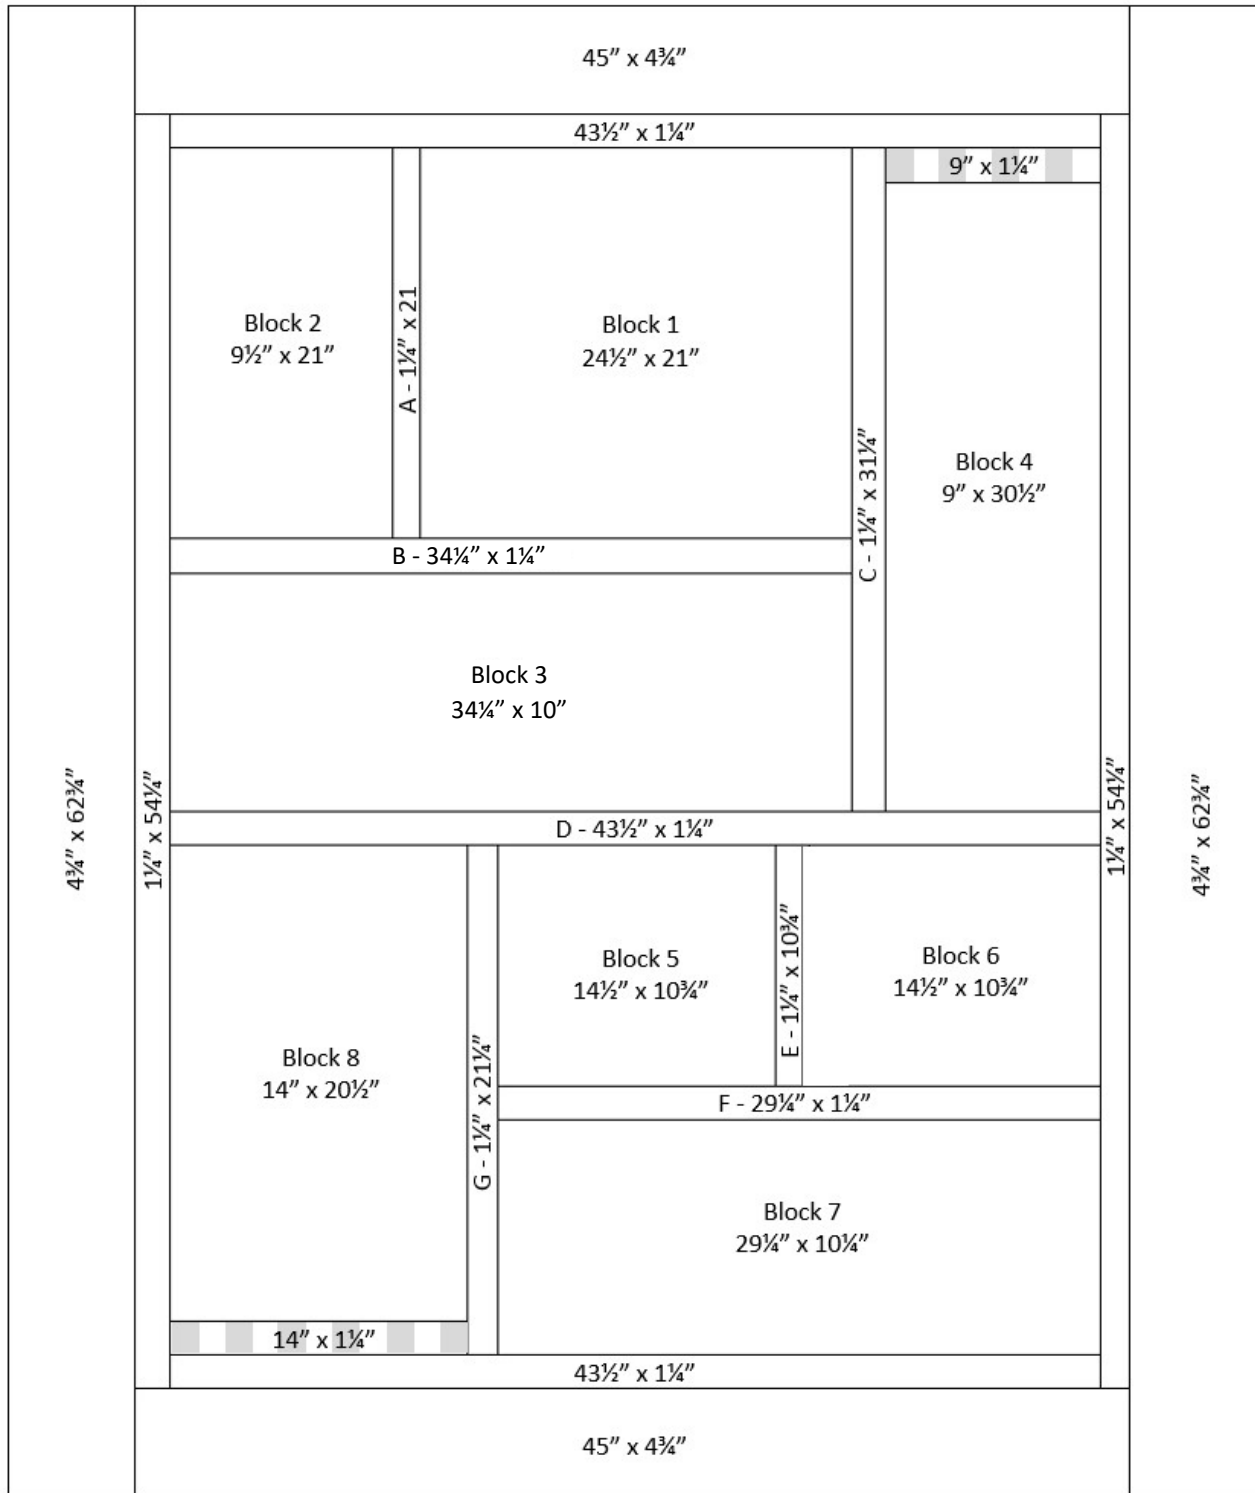 45” x 4¾”
43½” x 1¼”
9” x 1¼”
Block 2
9½” x 21”
A - 1¼” x 21
Block 1
24½” x 21”
C - 1¼” x 31¼”
Block 4
9” x 30½”
B - 34¼” x 1¼”
Block 3
34¼” x 10”
4¾” x 62¾”
1¼” x 54¼”
D - 43½” x 1¼”
1¼” x 54¼”
4¾” x 62¾”
Block 8
14” x 20½”
G - 1¼” x 21¼”
Block 5
14½” x 10¾”
E - 1¼” x 10¾”
Block 6
14½” x 10¾”
F - 29¼” x 1¼”
Block 7
29¼” x 10¼”
14” x 1¼”
43½” x 1¼”
45” x 4¾”